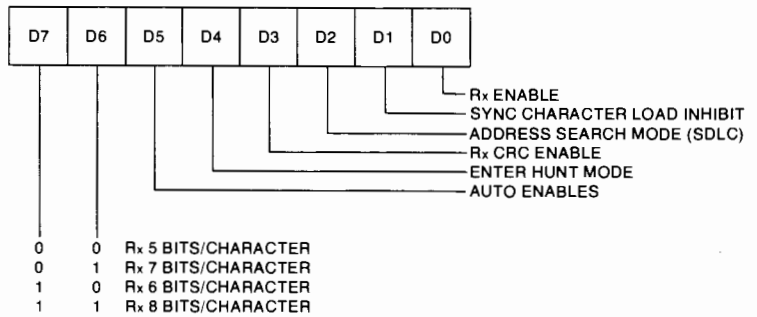 D7 D6 D5 D4 D3 D2 D1 D0
Rx ENABLE
SYNC CHARACTER LOAD INHIBIT
ADDRESS SEARCH MODE (SDLC)
Rx CRC ENABLE
ENTER HUNT MODE
AUTO ENABLES
0 0 Rx 5 BITS/CHARACTER
0 1 Rx 7 BITS/CHARACTER
1 0 Rx 6 BITS/CHARACTER
1 1 Rx 8 BITS/CHARACTER